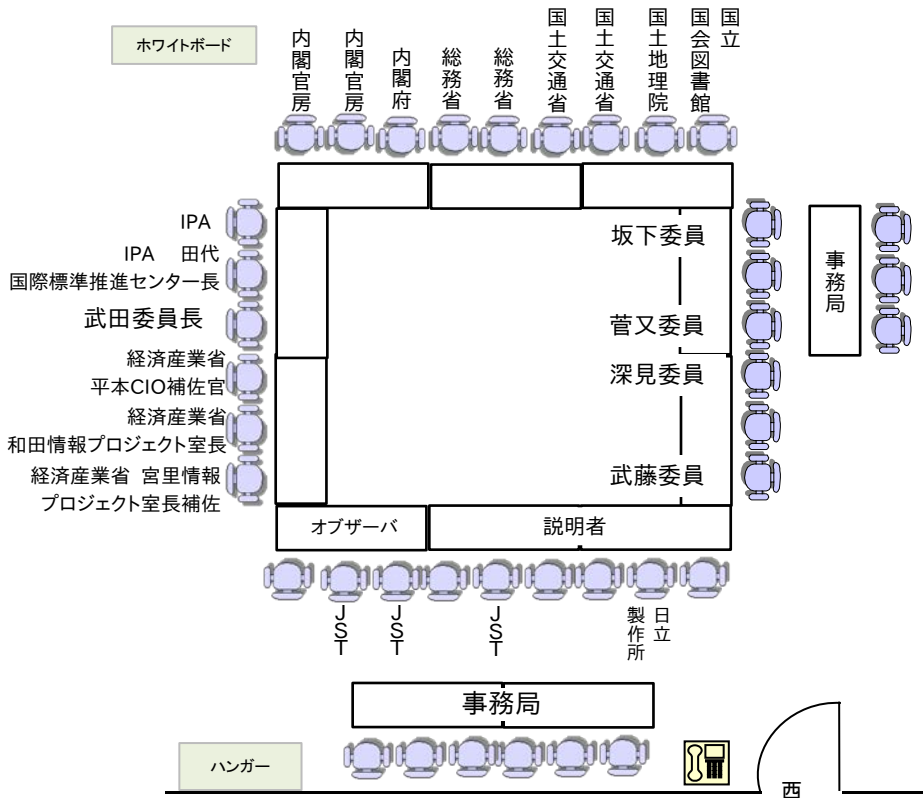 ホワイトボード
内閣官房
内閣官房
内閣府
総務省
総務省
国土交通省
国土交通省
国土地理院
国立
国会図書館
IPA
IPA 田代
国際標準推進センター長
武田委員長
経済産業省
平本CIO補佐官
経済産業省
和田情報プロジェクト室長
経済産業省 宮里情報
プロジェクト室長補佐
坂下委員
菅又委員
深見委員
武藤委員
事務局
オブザーバ
説明者
JST
JST
JST
日立
製作所
事務局
ハンガー
西